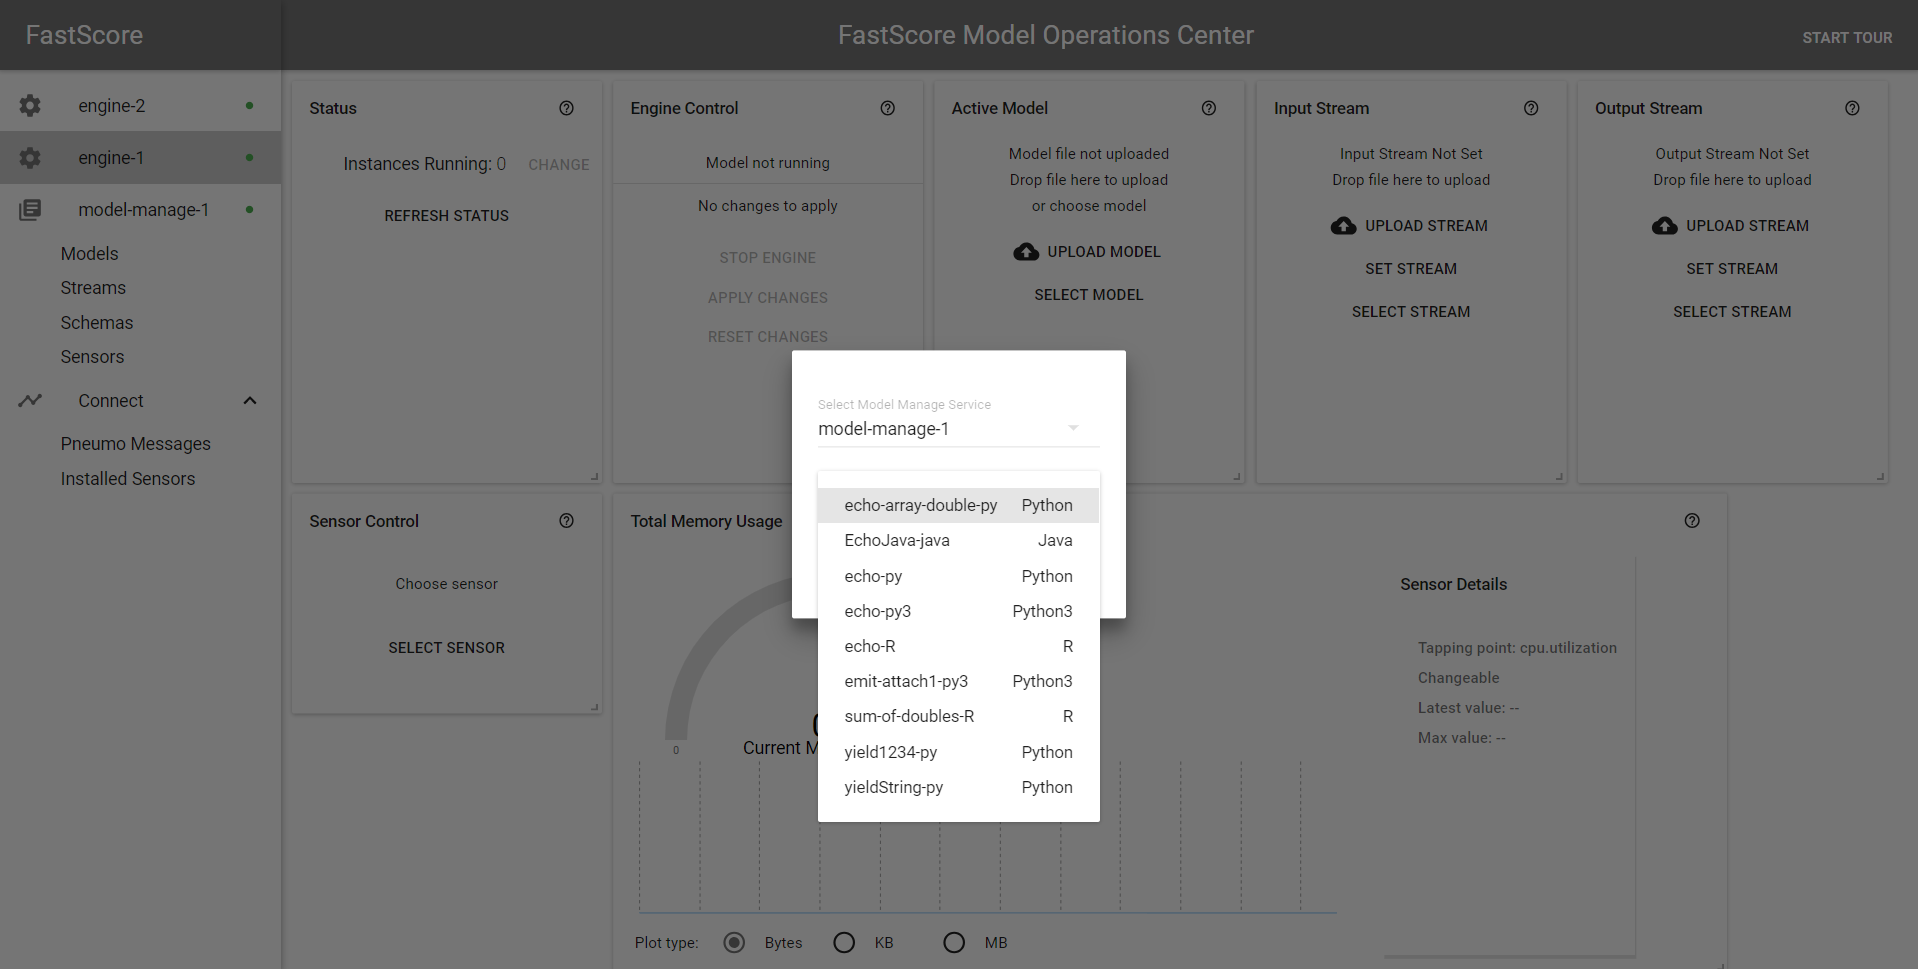 FastScore
FastScore Model Operations Center
START TOUR
engine-2
engine-1
model-manage-1
Models
Streams
Schemas
Sensors
Connect
Pneumo Messages
Installed Sensors
Status
Instances Running: 0 CHANGE
REFRESH STATUS
Engine Control
Model not running
No changes to apply
STOP ENGINE
APPLY CHANGES
RESET CHANGES
Active Model
Model file not uploaded
Drop file here to upload
or choose model
UPLOAD MODEL
SELECT MODEL
Input Stream
Input Stream Not Set
Drop file here to upload
UPLOAD STREAM
SET STREAM
SELECT STREAM
Output Stream
Output Stream Not Set
Drop file here to upload
UPLOAD STREAM
SET STREAM
SELECT STREAM
Select Model Manage Service
model-manage-1
echo-array-double-py Python
EchoJava-java Java
echo-py Python
echo-py3 Python3
echo-R R
emit-attach1-py3 Python3
sum-of-doubles-R R
yield1234-py Python
yieldString-py Python
Sensor Control
Choose sensor
SELECT SENSOR
Total Memory Usage
0
Current M
Plot type: Bytes KB MB
Sensor Details
Tapping point: cpu.utilization
Changeable
Latest value: --
Max value: --